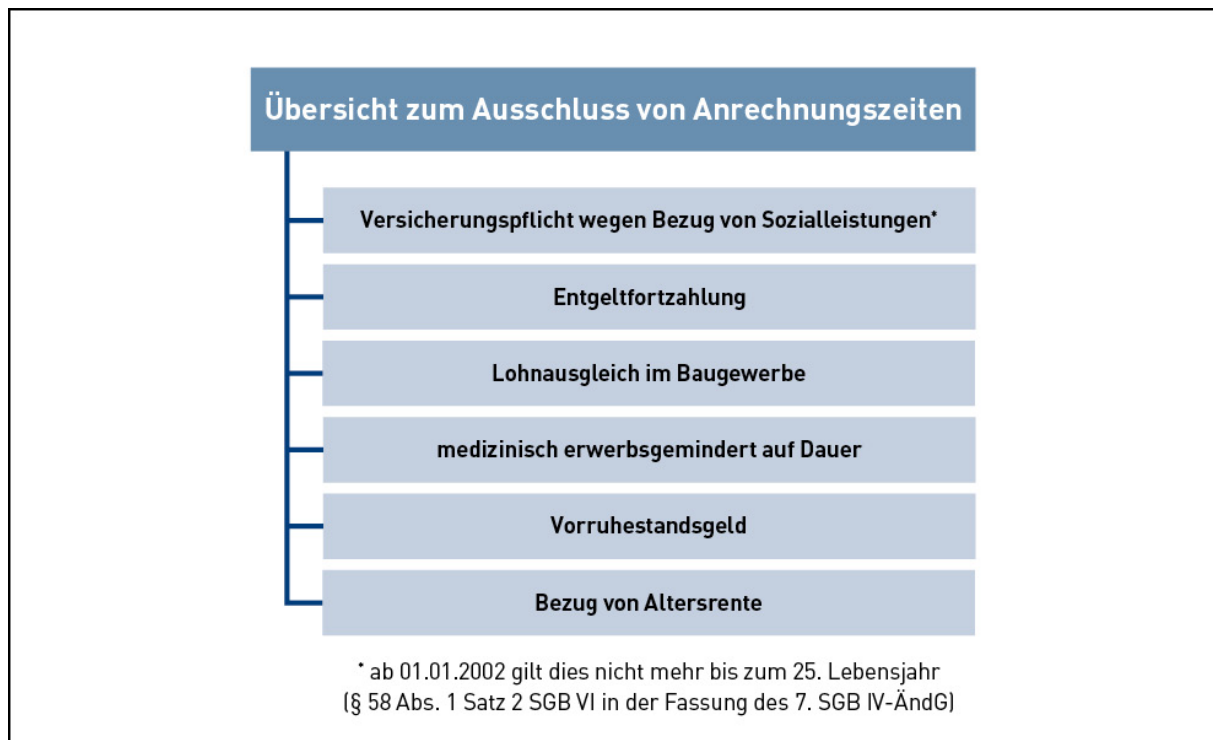 Übersicht zum Ausschluss von Anrechnungszeiten
Versicherungspflicht wegen Bezug von Sozialleistungen*
Entgeltfortzahlung
Lohnausgleich im Baugewerbe
medizinisch erwerbsgemindert auf Dauer
Vorruhestandsgeld
Bezug von Altersrente
* ab 01.01.2002 gilt dies nicht mehr bis zum 25. Lebensjahr
(§ 58 Abs. 1 Satz 2 SGB VI in der Fassung des 7. SGB IV-ÄndG)